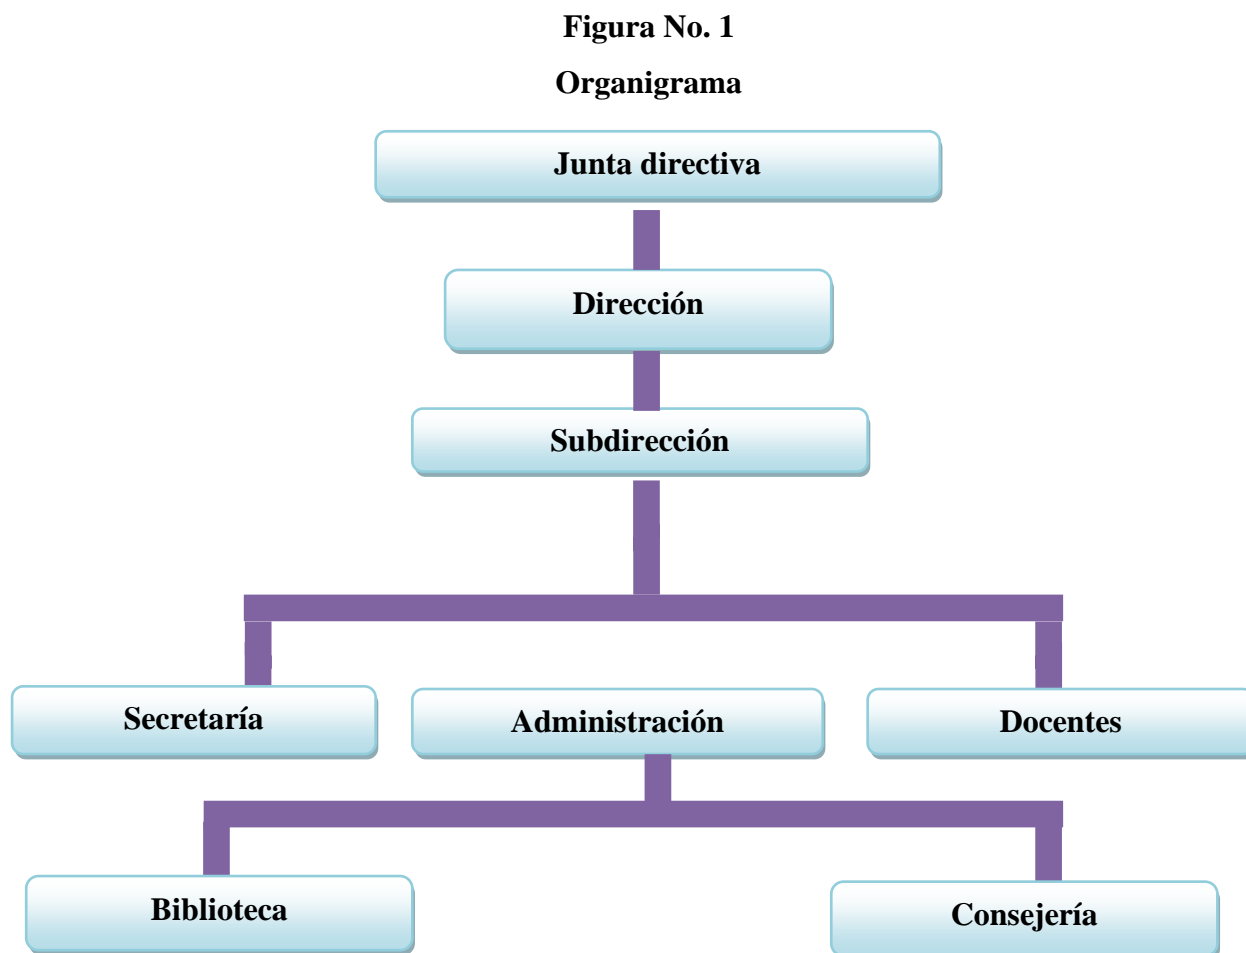 Figura No. 1
Organigrama
Junta directiva
Dirección
Subdirección
Secretaría
Administración
Docentes
Biblioteca
Consejería